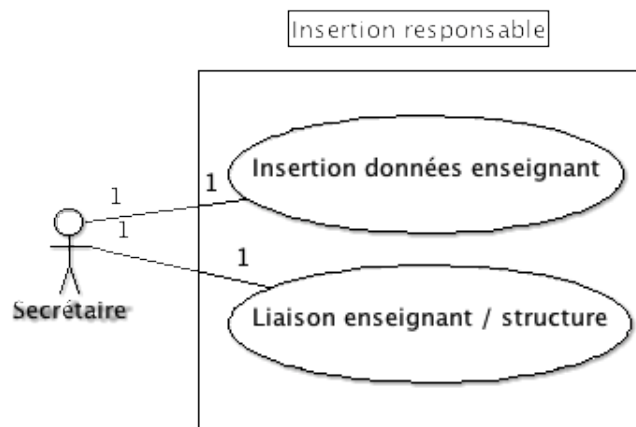 Insertion responsable
Insertion données enseignant
1
1
1
1
Secrétaire
Liaison enseignant / structure